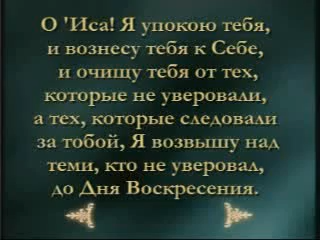 О 'Иса! Я упокою тебя,
и вознесу тебя к Себе,
и очищу тебя от тех,
которые не уверовали,
а тех, которые следовали
за тобой, Я возвышу над
теми, кто не уверовал,
до Дня Воскресения.